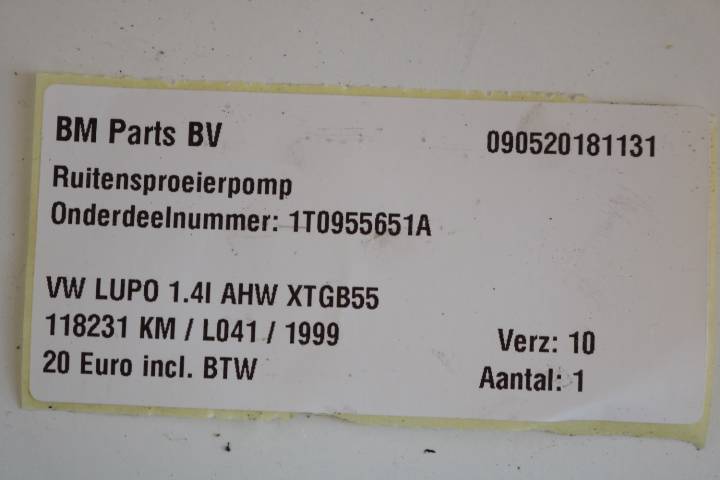 BM Parts BV 090520181131
Ruitensproeierpomp
Onderdeelnummer: 1T0955651A
VW LUPO 1.4I AHW XTGB55
118231 KM / L041 / 1999 Verz: 10
20 Euro incl. BTW Aantal: 1